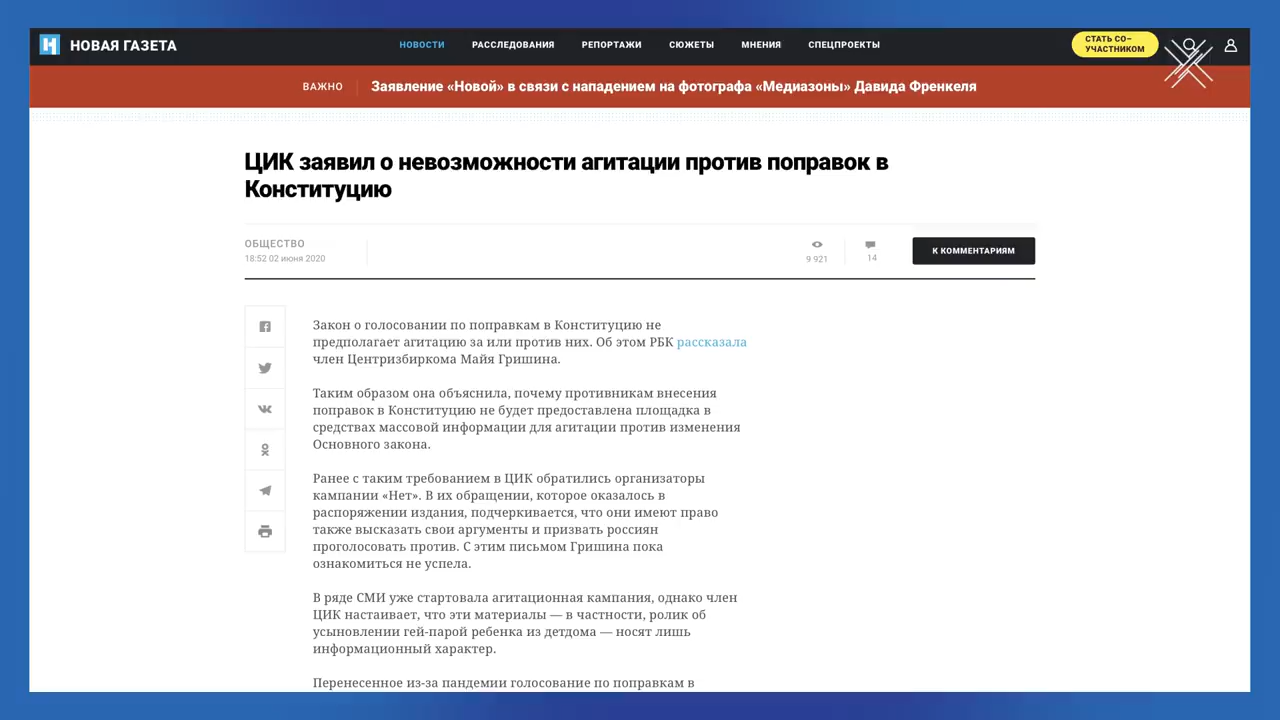 НОВАЯ ГАЗЕТА
НОВОСТИ РАССЛЕДОВАНИЯ РЕПОРТАЖИ СЮЖЕТЫ МНЕНИЯ СПЕЦПРОЕКТЫ
СТАТЬ СО–
УЧАСТНИКОМ
ВАЖНО Заявление «Новой» в связи с нападением на фотографа «Медиазоны» Давида Френкеля
ЦИК заявил о невозможности агитации против поправок в
Конституцию
ОБЩЕСТВО
18:52 02 июня 2020
9 921
14
К КОММЕНТАРИЯМ
Закон о голосовании по поправкам в Конституцию не
предполагает агитацию за или против них. Об этом РБК рассказала
член Центризбиркома Майя Гришина.
Таким образом она объяснила, почему противникам внесения
поправок в Конституцию не будет предоставлена площадка в
средствах массовой информации для агитации против изменения
Основного закона.
Ранее с таким требованием в ЦИК обратились организаторы
кампании «Нет». В их обращении, которое оказалось в
распоряжении издания, подчеркивается, что они имеют право
также высказать свои аргументы и призвать россиян
проголосовать против. С этим письмом Гришина пока
ознакомиться не успела.
В ряде СМИ уже стартовала агитационная кампания, однако член
ЦИК настаивает, что эти материалы — в частности, ролик об
усыновлении гей-парой ребенка из детдома — носят лишь
информационный характер.
Перенесенное из-за пандемии голосование по поправкам в